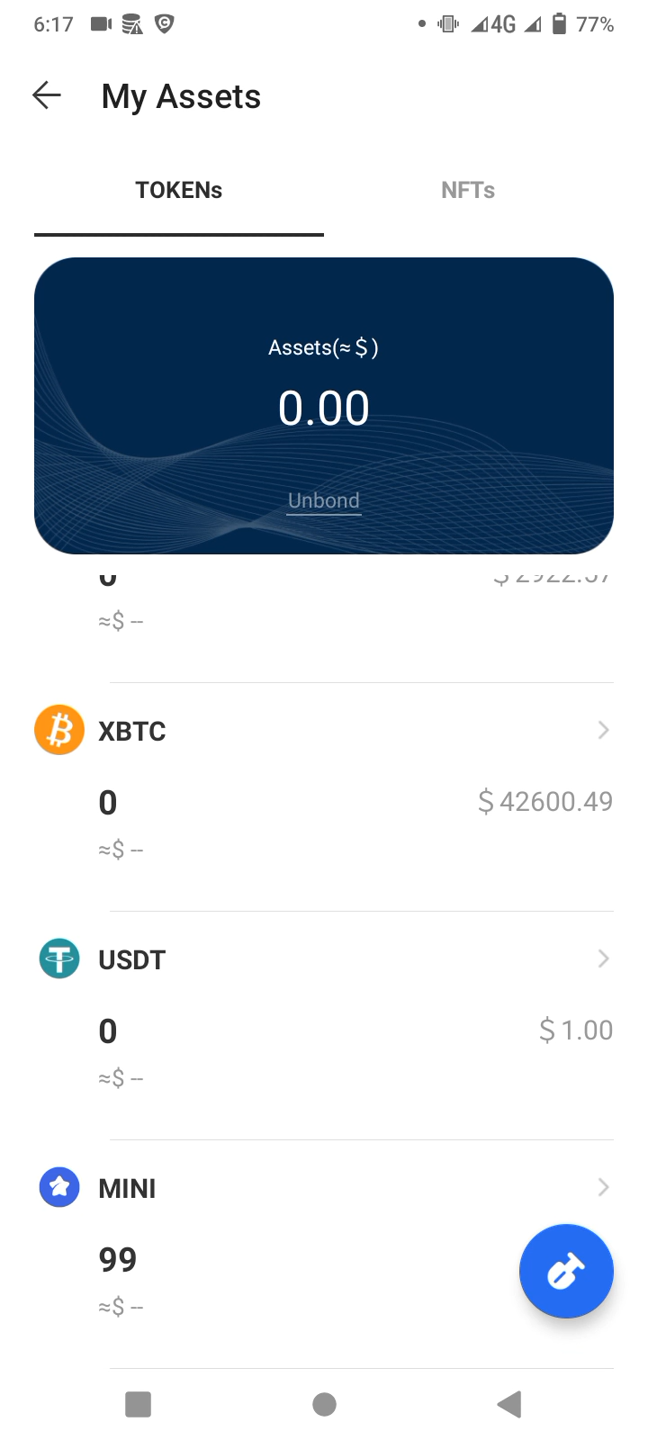 6:17 4G 77%
My Assets
TOKENs NFTs
Assets(≈$)
0.00
Unbond
0
≈$ --
XBTC
0 $ 42600.49
≈$ --
USDT
0 $ 1.00
≈$ --
MINI
99
≈$ --